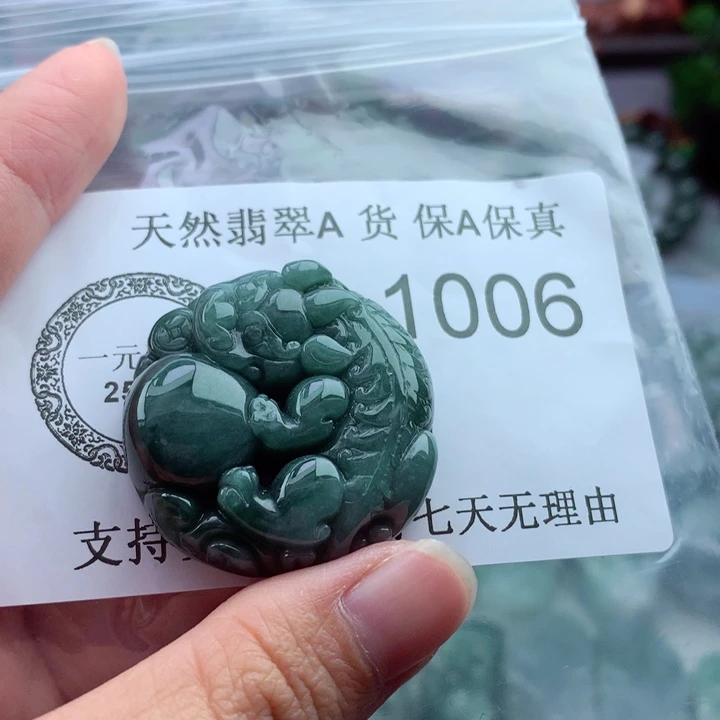 天然翡翠A 货 保A保真
1006
一元
25
支持
七天无理由